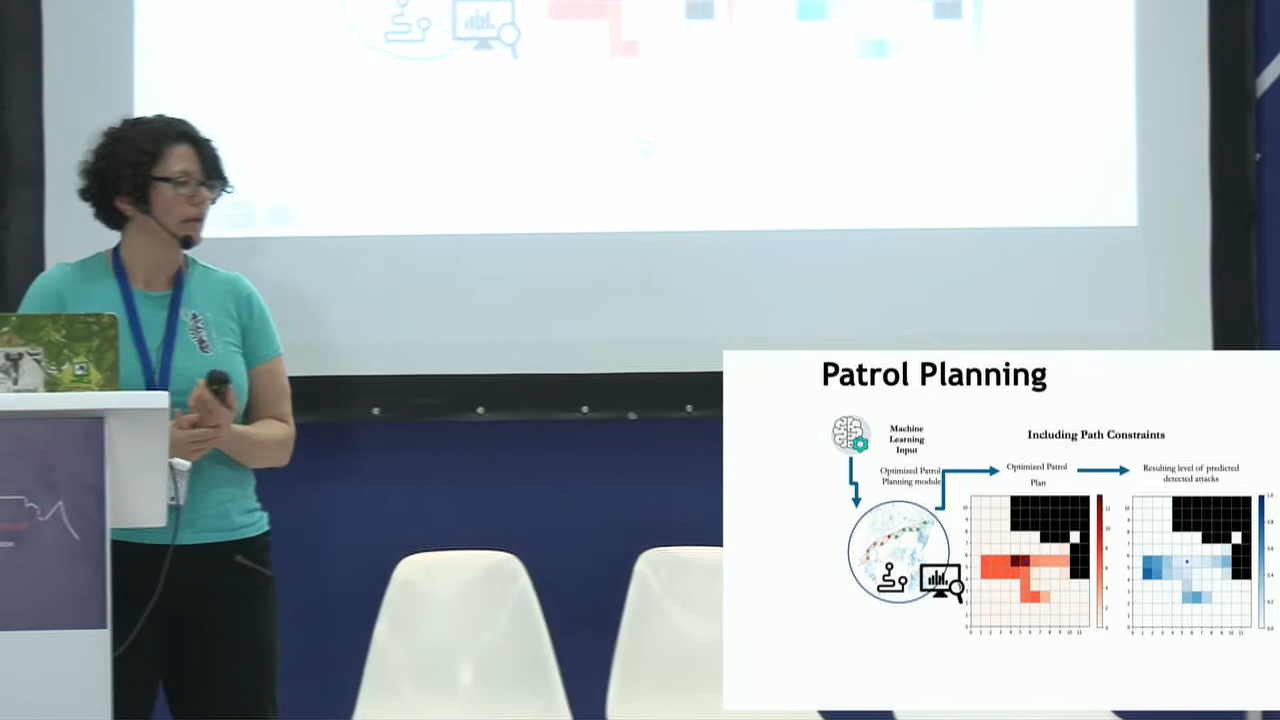 Patrol Planning
Machine
Learning
Input
Including Path Constraints
Optimized Patrol
Planning module
Optimized Patrol
Plan
Resulting level of predicted
detected attacks